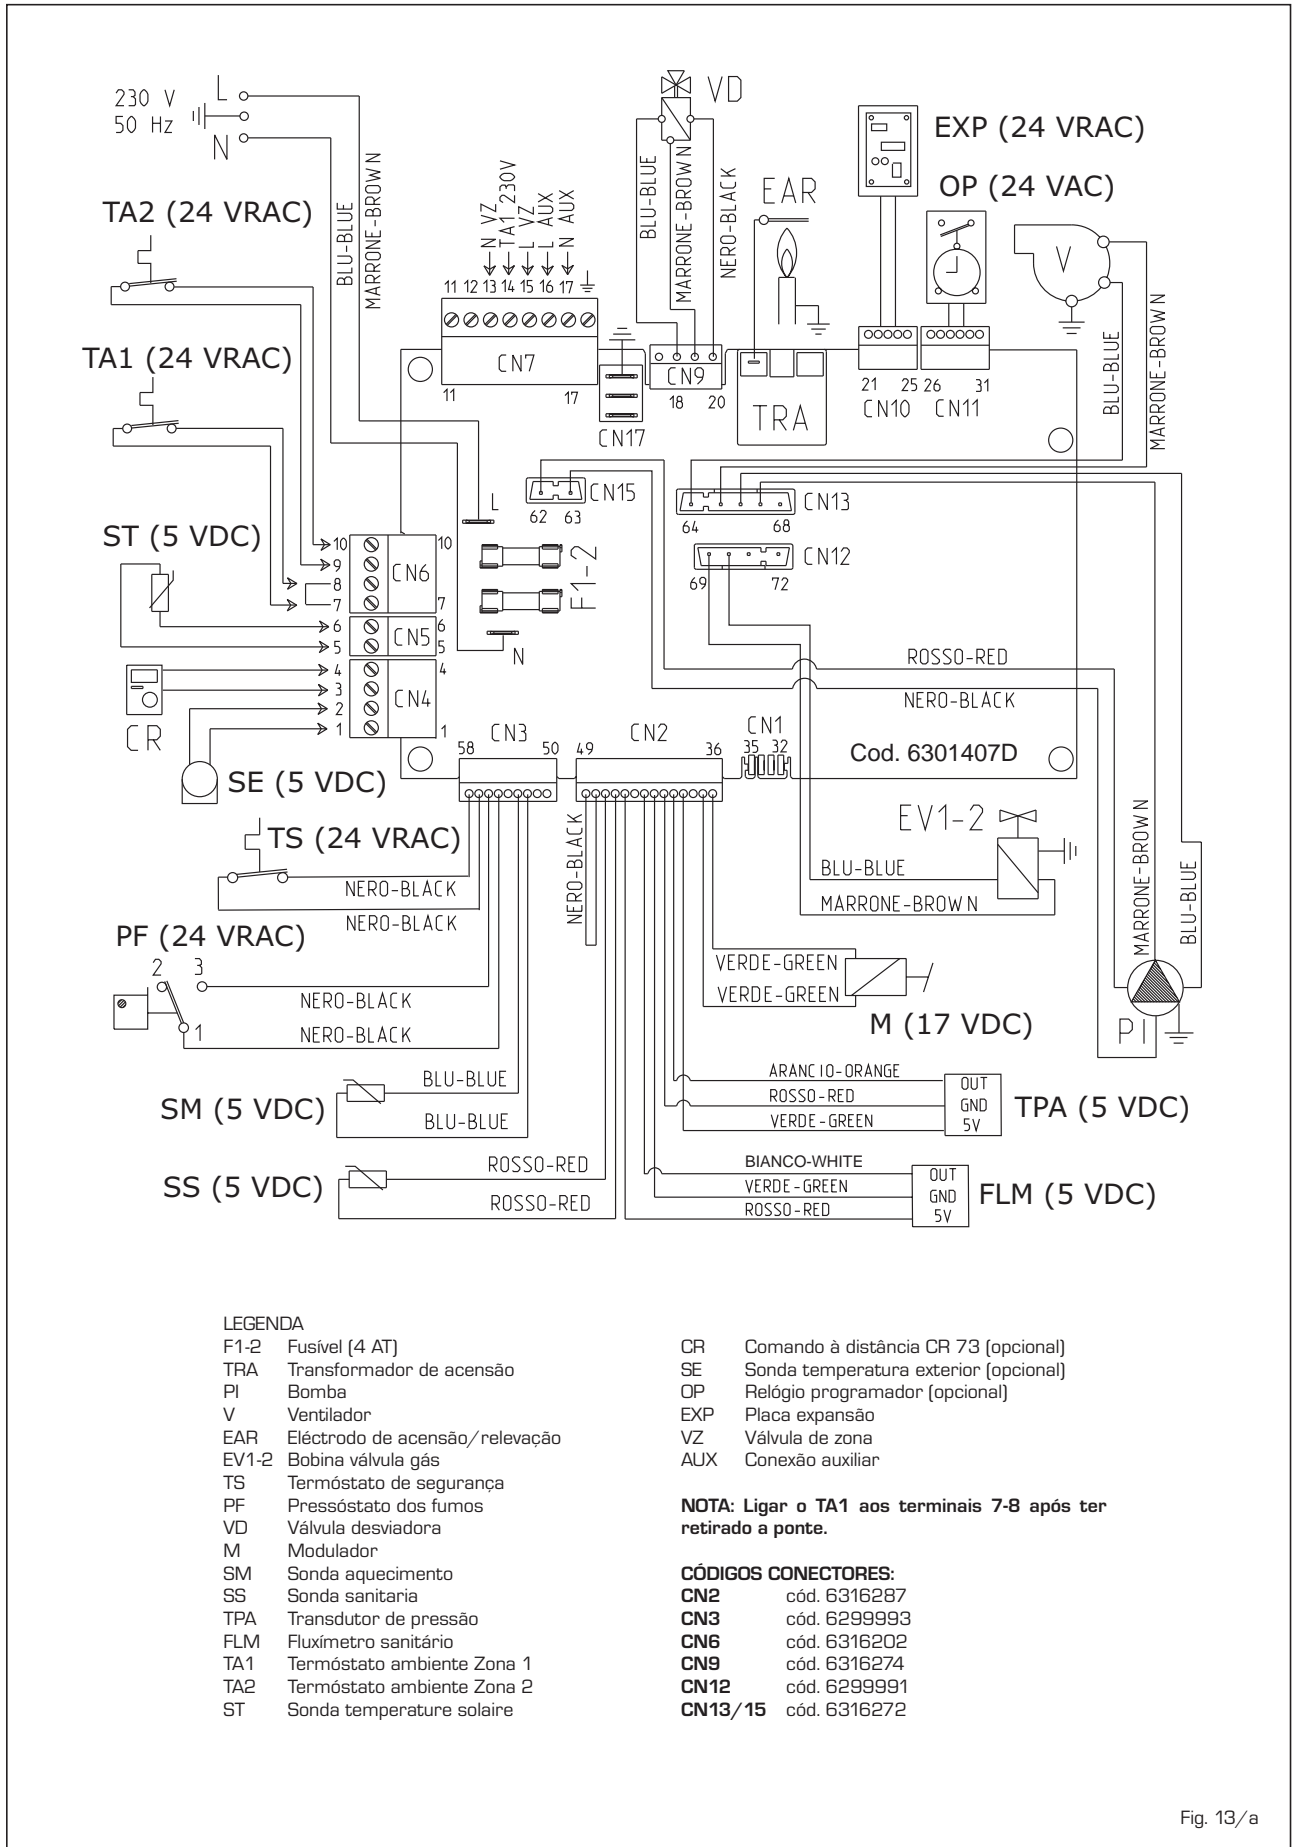 230 V
50 Hz
L
N
VD
EXP (24 VRAC)
OP (24 VAC)
TA2 (24 VRAC)
BLU-BLUE
MARRONE-BROWN
N VZ
TA1 230V
L VZ
L AUX
N AUX
BLU-BLUE
MARRONE-BROWN
NERO-BLACK
EAR
V
11 12 13 14 15 16 17
CN7
11 17
CN17
CN9
18 20
TRA
21 25 26 31
CN10 CN11
BLU-BLUE
MARRONE-BROWN
TA1 (24 VRAC)
ST (5 VDC)
L
CN15
62 63
CN13
64 68
CN12
69 72
F1-2
N
10 10
9
8
7 7
CN6
6 6
5 5
CN5
4 4
3
2
1 1
CN4
CR
SE (5 VDC)
ROSSO-RED
NERO-BLACK
58 CN3 50
49 CN2 36
CN1
35 32
Cod. 6301407D
TS (24 VRAC)
NERO-BLACK
NERO-BLACK
NERO-BLACK
EV1-2
BLU-BLUE
MARRONE-BROWN
MARRONE-BROWN
BLU-BLUE
PF (24 VRAC)
2 3
1
NERO-BLACK
NERO-BLACK
VERDE-GREEN
VERDE-GREEN
M (17 VDC)
PI
SM (5 VDC)
BLU-BLUE
BLU-BLUE
ARANCIO-ORANGE
ROSSO-RED
VERDE-GREEN
OUT
GND
5V
TPA (5 VDC)
SS (5 VDC)
ROSSO-RED
ROSSO-RED
BIANCO-WHITE
VERDE-GREEN
ROSSO-RED
OUT
GND
5V
FLM (5 VDC)
LEGENDA
F1-2 Fusível (4 AT)
TRA Transformador de acensão
PI Bomba
V Ventilador
EAR Eléctrodo de acensão/relevação
EV1-2 Bobina válvula gás
TS Termóstato de segurança
PF Pressóstato dos fumos
VD Válvula desviadora
M Modulador
SM Sonda aquecimento
SS Sonda sanitaria
TPA Transdutor de pressão
FLM Fluxímetro sanitário
TA1 Termóstato ambiente Zona 1
TA2 Termóstato ambiente Zona 2
ST Sonda temperature solaire
CR Comando à distância CR 73 (opcional)
SE Sonda temperatura exterior (opcional)
OP Relógio programador (opcional)
EXP Placa expansão
VZ Válvula de zona
AUX Conexão auxiliar
NOTA: Ligar o TA1 aos terminais 7-8 após ter
retirado a ponte.
CÓDIGOS CONECTORES:
CN2 cód. 6316287
CN3 cód. 6299993
CN6 cód. 6316202
CN9 cód. 6316274
CN12 cód. 6299991
CN13/15 cód. 6316272
Fig. 13/a